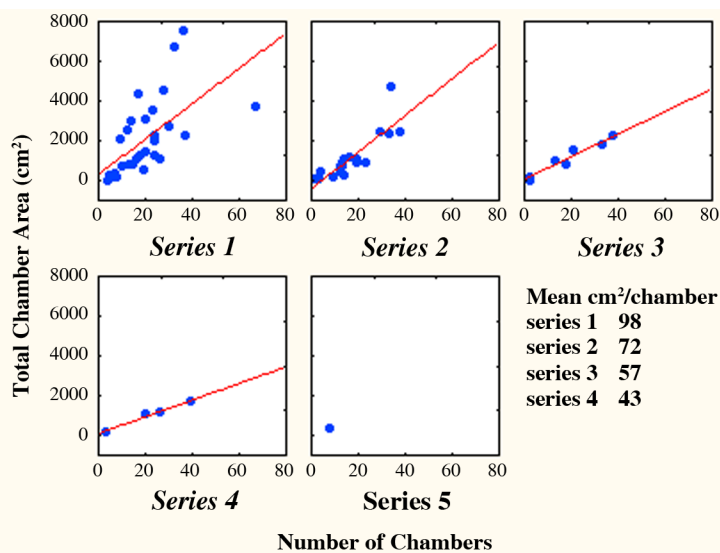 Total Chamber Area (cm²)
8000
6000
4000
2000
0
0 20 40 60 80
Series 1
0 20 40 60 80
Series 2
0 20 40 60 80
Series 3
8000
6000
4000
2000
0
0 20 40 60 80
Series 4
0 20 40 60 80
Series 5
Mean cm²/chamber
series 1 98
series 2 72
series 3 57
series 4 43
Number of Chambers